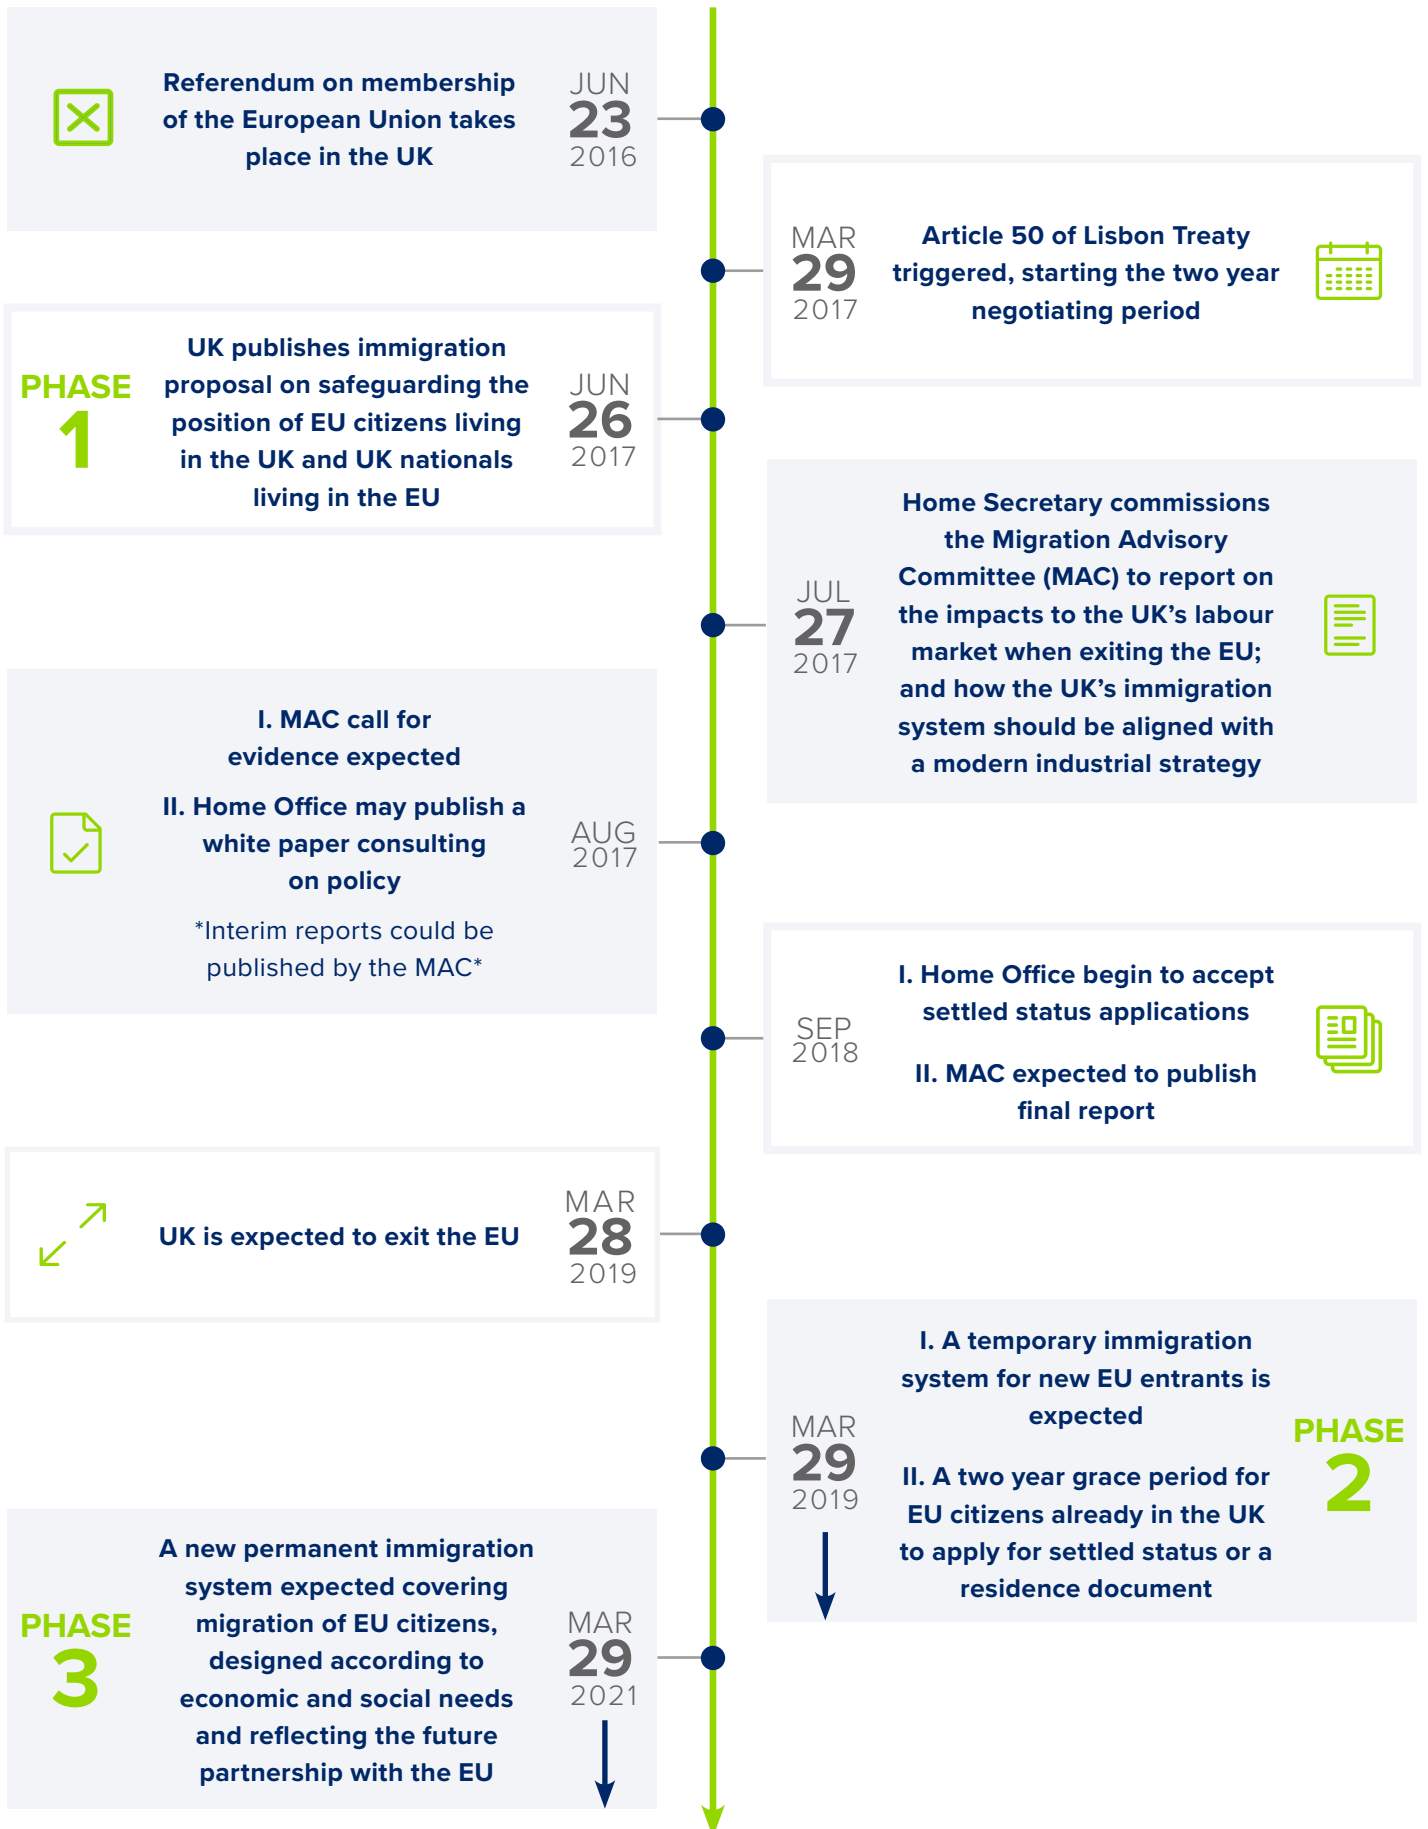 Referendum on membership
of the European Union takes
place in the UK
JUN
23
2016
MAR
29
2017
Article 50 of Lisbon Treaty
triggered, starting the two year
negotiating period
PHASE
1
UK publishes immigration
proposal on safeguarding the
position of EU citizens living
in the UK and UK nationals
living in the EU
JUN
26
2017
JUL
27
2017
Home Secretary commissions
the Migration Advisory
Committee (MAC) to report on
the impacts to the UK’s labour
market when exiting the EU;
and how the UK’s immigration
system should be aligned with
a modern industrial strategy
I. MAC call for
evidence expected
II. Home Office may publish a
white paper consulting
on policy
*Interim reports could be
published by the MAC*
AUG
2017
SEP
2018
I. Home Office begin to accept
settled status applications
II. MAC expected to publish
final report
UK is expected to exit the EU
MAR
28
2019
MAR
29
2019
I. A temporary immigration
system for new EU entrants is
expected
II. A two year grace period for
EU citizens already in the UK
to apply for settled status or a
residence document
PHASE
2
PHASE
3
A new permanent immigration
system expected covering
migration of EU citizens,
designed according to
economic and social needs
and reflecting the future
partnership with the EU
MAR
29
2021